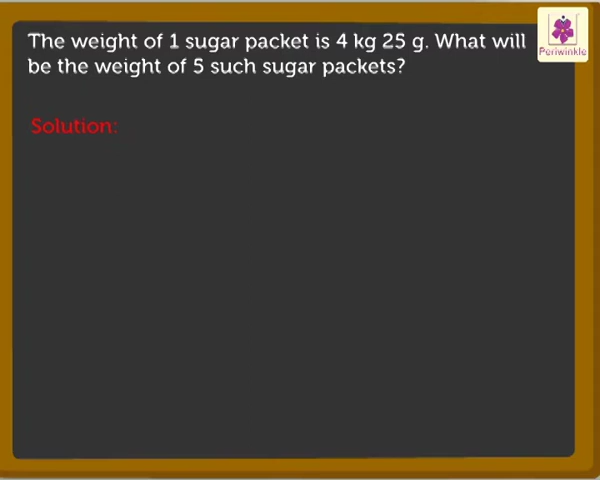 The weight of 1 sugar packet is 4 kg 25 g. What will
be the weight of 5 such sugar packets?
Periwinkle
Solution: